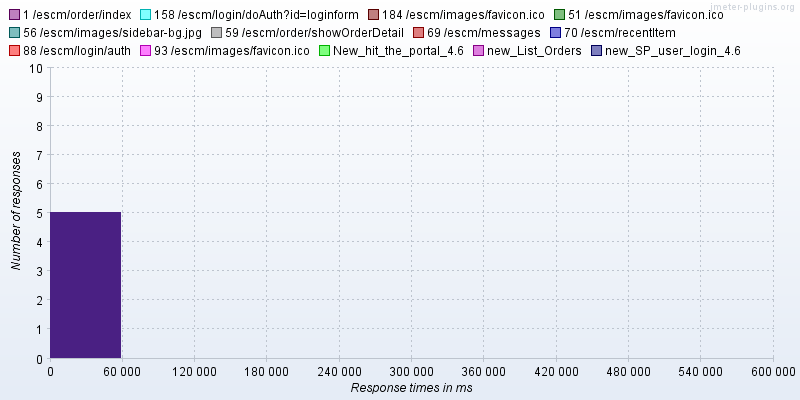 jmeter-plugins.org
1 /escm/order/index 158 /escm/login/doAuth?id=loginform 184 /escm/images/favicon.ico 51 /escm/images/favicon.ico
56 /escm/images/sidebar-bg.jpg 59 /escm/order/showOrderDetail 69 /escm/messages 70 /escm/recentItem
88 /escm/login/auth 93 /escm/images/favicon.ico New_hit_the_portal_4.6 new_List_Orders new_SP_user_login_4.6
10
9
8
7
6
5
4
3
2
1
0
Number of responses
0 60 000 120 000 180 000 240 000 300 000 360 000 420 000 480 000 540 000 600 000
Response times in ms